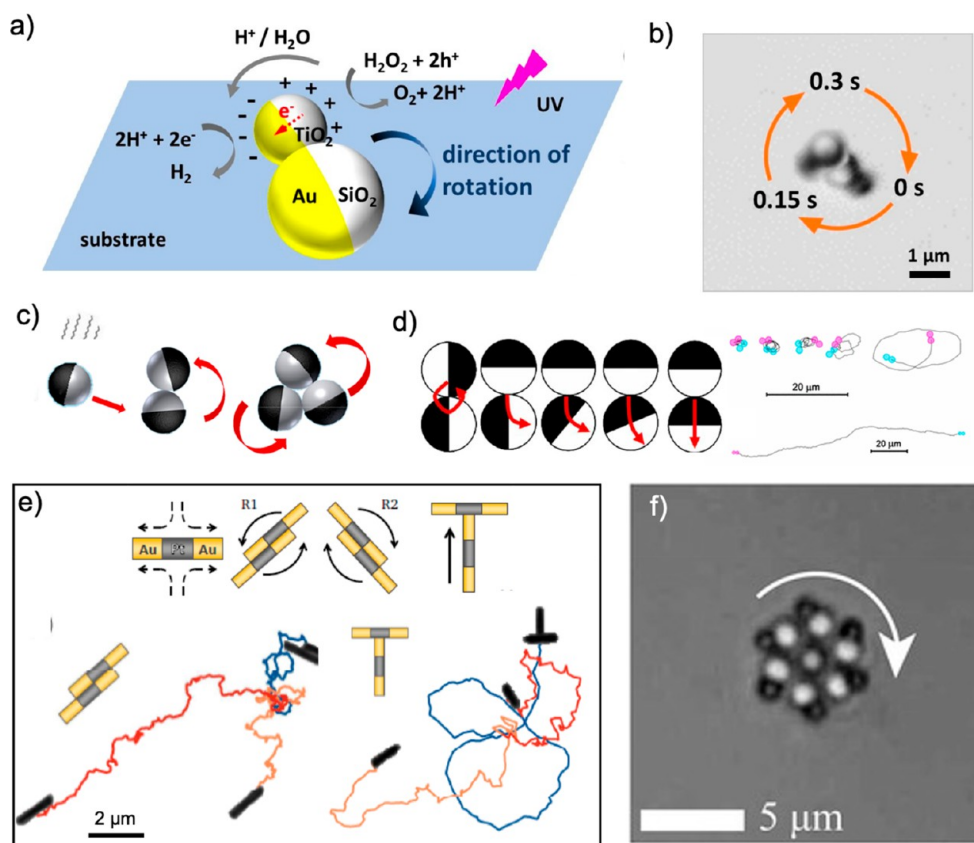 a)
H⁺ / H₂O
H₂O₂ + 2h⁺
O₂+ 2H⁺
UV
2H⁺ + 2e⁻
H₂
e⁻
TiO₂
Au
SiO₂
direction of
rotation
substrate
b)
0.3 s
0 s
0.15 s
1 μm
c)
d)
20 μm
20 μm
e)
Au
Pt
Au
R1
R2
2 μm
f)
5 μm